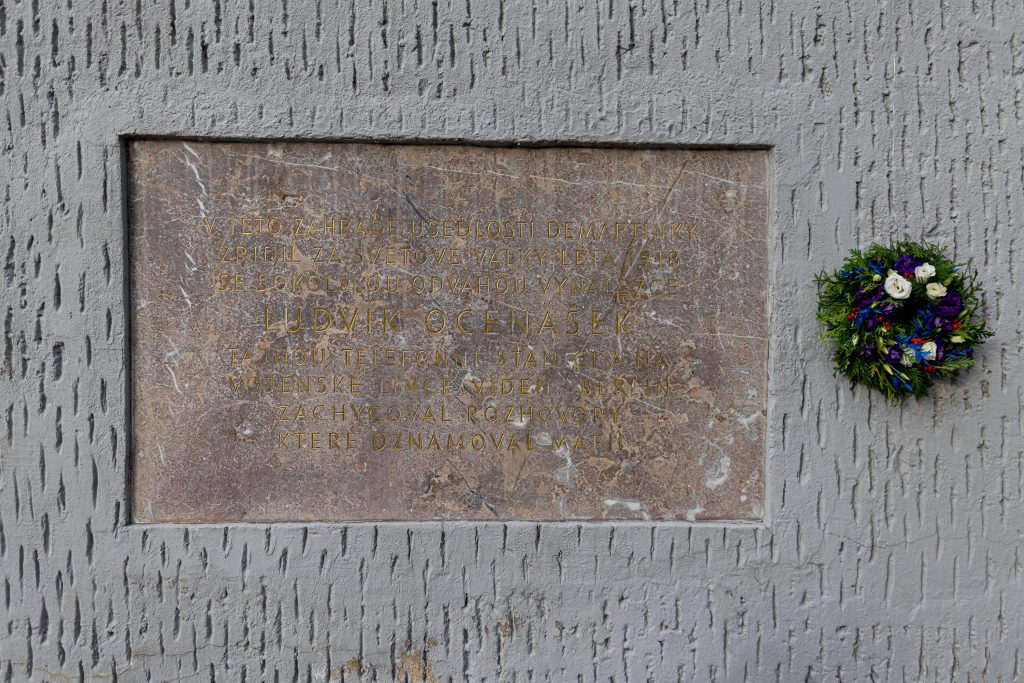 V TÉTO ZAHRADĚ USEDLOSTI DEMARTINKY
ZŘÍDIL ZA SVĚTOVÉ VÁLKY LÉTA 1918
SE SOKOLSKOU ODVAHOU VYNÁLEZCE
LUDVÍK OČENÁŠEK
TAJNOU TELEFONNÍ STANICI A NA
VOJENSKÉ LINCE VÍDEŇ BERLÍN
ZACHYCOVAL ROZHOVORY
KTERÉ OZNAMOVAL MAFII